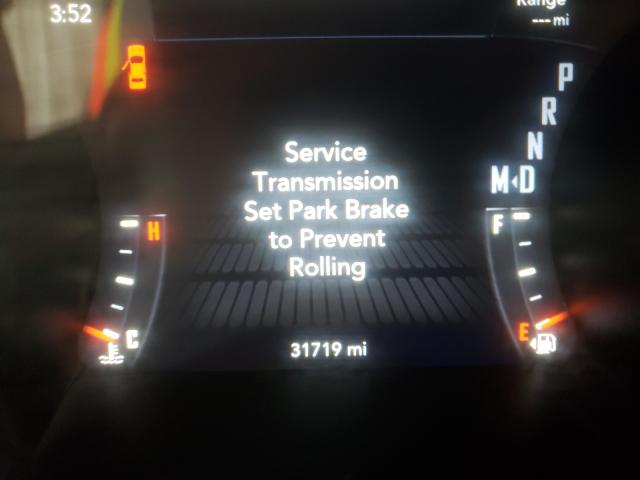 3:52
Range
--- mi
P
R
N
M◂D
Service
Transmission
Set Park Brake
to Prevent
Rolling
H
F
C
E
31719 mi